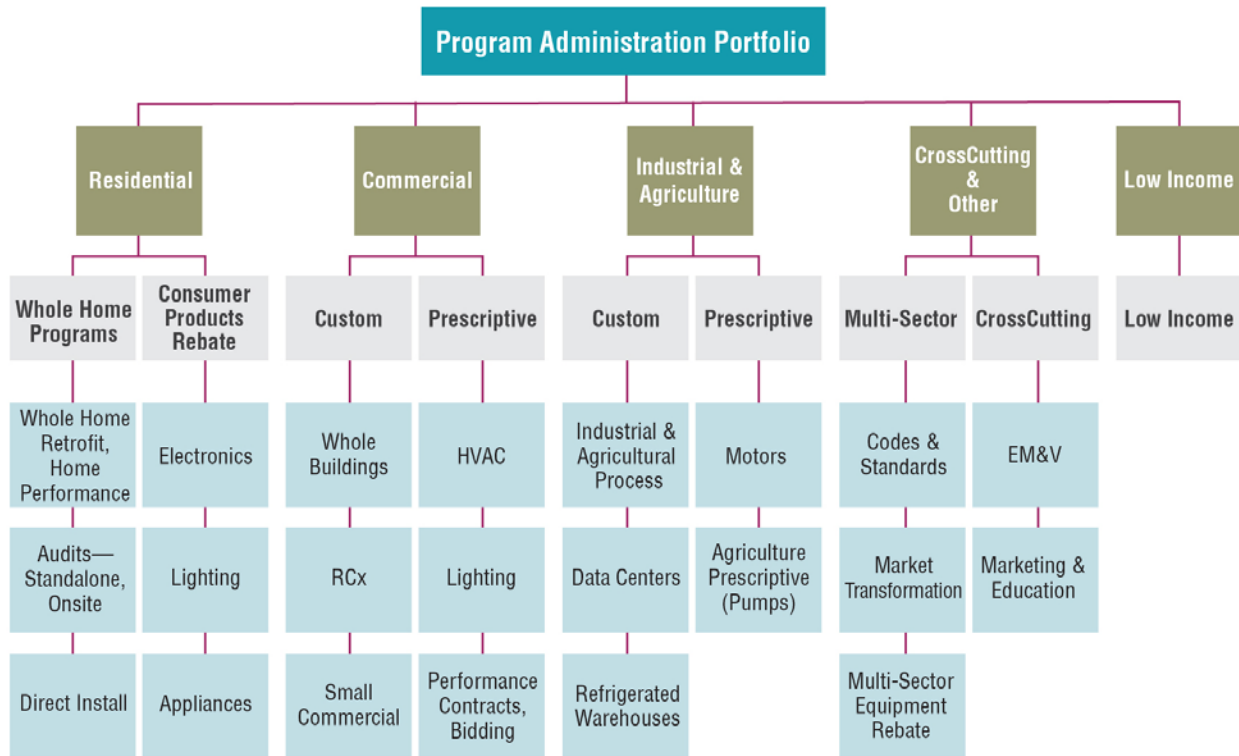 Program Administration Portfolio
Residential
Commercial
Industrial &
Agriculture
CrossCutting
&
Other
Low Income
Whole Home
Programs
Consumer
Products
Rebate
Custom
Prescriptive
Custom
Prescriptive
Multi-Sector
CrossCutting
Low Income
Whole Home
Retrofit,
Home
Performance
Electronics
Whole
Buildings
HVAC
Industrial &
Agricultural
Process
Motors
Codes &
Standards
EM&V
Audits—
Standalone,
Onsite
Lighting
RCx
Lighting
Data Centers
Agriculture
Prescriptive
(Pumps)
Market
Transformation
Marketing &
Education
Direct Install
Appliances
Small
Commercial
Performance
Contracts,
Bidding
Refrigerated
Warehouses
Multi-Sector
Equipment
Rebate